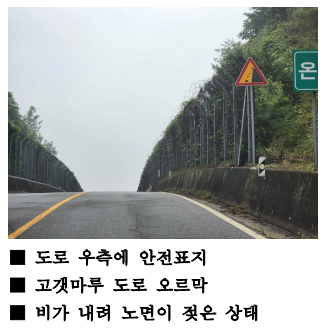 온
■ 도로 우측에 안전표지
■ 고갯마루 도로 오르막
■ 비가 내려 노면이 젖은 상태